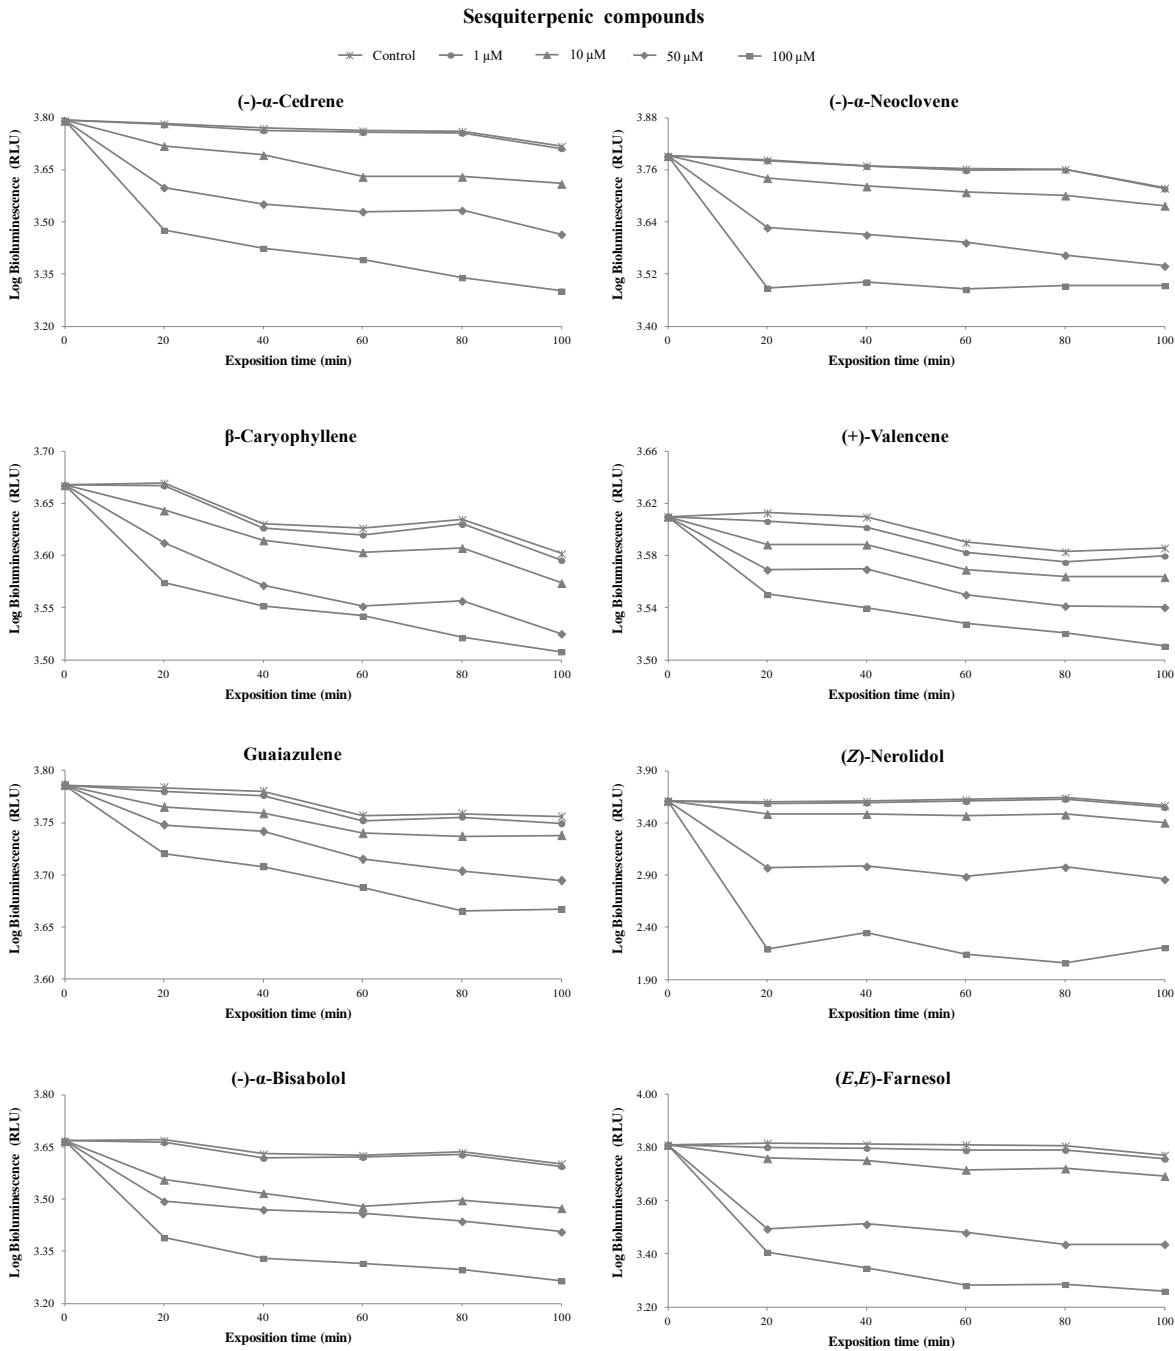 Sesquiterpenic compounds
Control 1 µM 10 µM 50 µM 100 µM
(-)-α-Cedrene
Log Bioluminescence (RLU)
3.80
3.65
3.50
3.35
3.20
0 20 40 60 80 100
Exposition time (min)
(-)-α-Neoclovene
Log Bioluminescence (RLU)
3.88
3.76
3.64
3.52
3.40
0 20 40 60 80 100
Exposition time (min)
β-Caryophyllene
Log Bioluminescence (RLU)
3.70
3.65
3.60
3.55
3.50
0 20 40 60 80 100
Exposition time (min)
(+)-Valencene
Log Bioluminescence (RLU)
3.66
3.62
3.58
3.54
3.50
0 20 40 60 80 100
Exposition time (min)
Guaiazulene
Log Bioluminescence (RLU)
3.80
3.75
3.70
3.65
3.60
0 20 40 60 80 100
Exposition time (min)
(Z)-Nerolidol
Log Bioluminescence (RLU)
3.90
3.40
2.90
2.40
1.90
0 20 40 60 80 100
Exposition time (min)
(-)-α-Bisabolol
Log Bioluminescence (RLU)
3.80
3.65
3.50
3.35
3.20
0 20 40 60 80 100
Exposition time (min)
(E,E)-Farnesol
Log Bioluminescence (RLU)
4.00
3.80
3.60
3.40
3.20
0 20 40 60 80 100
Exposition time (min)